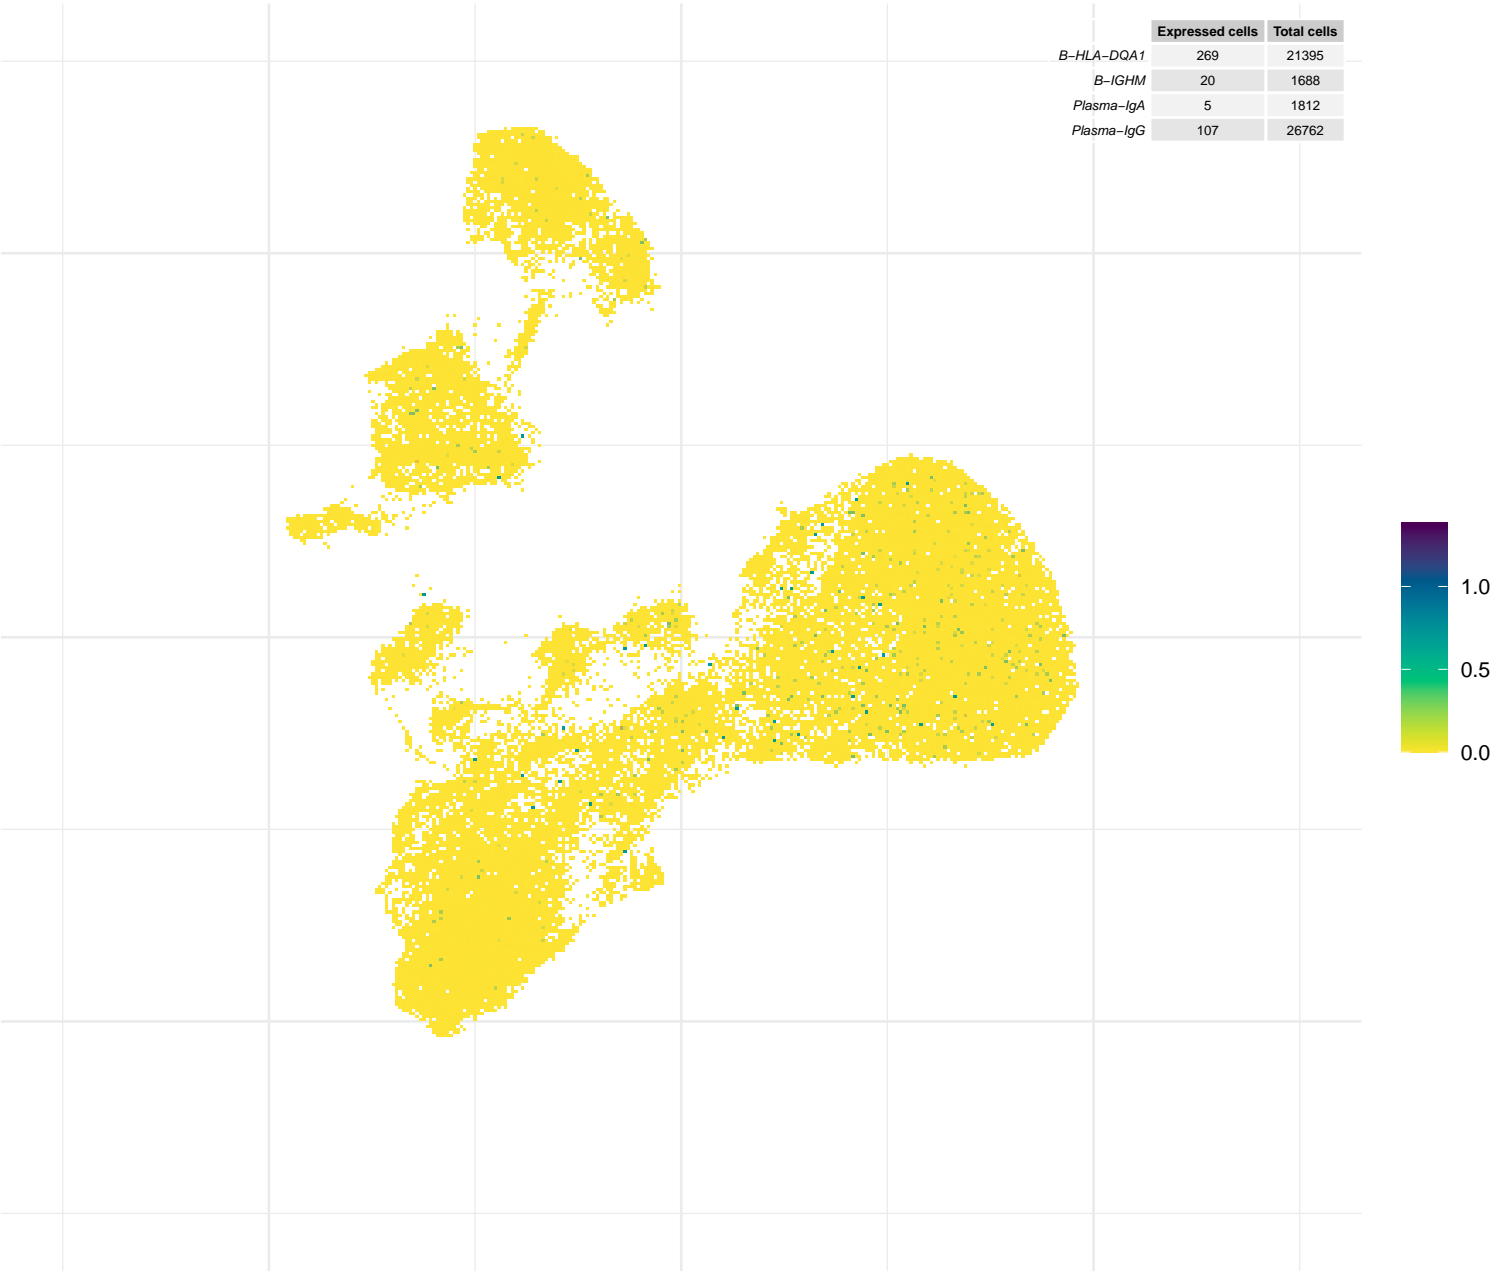 Expressed cells Total cells
B−HLA−DQA1 269 21395
B−IGHM 20 1688
Plasma−IgA 5 1812
Plasma−IgG 107 26762
1.0
0.5
0.0